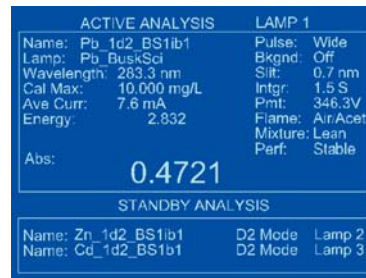 ACTIVE ANALYSIS LAMP 1
Name: Pb_1d2_BS1ib1 Pulse: Wide
Lamp: Pb_BuskSci Bkgnd: Off
Wavelength: 283.3 nm Slit: 0.7 nm
Cal Max: 10.000 mg/L Intgr: 1.5 S
Ave Curr: 7.6 mA Pmt: 346.3V
Energy: 2.832 Flame: Air/Acet
Mixture: Lean
Perf: Stable
Abs: 0.4721
STANDBY ANALYSIS
Name: Zn_1d2_BS1ib1 D2 Mode Lamp 2
Name: Cd_1d2_BS1b1 D2 Mode Lamp 3